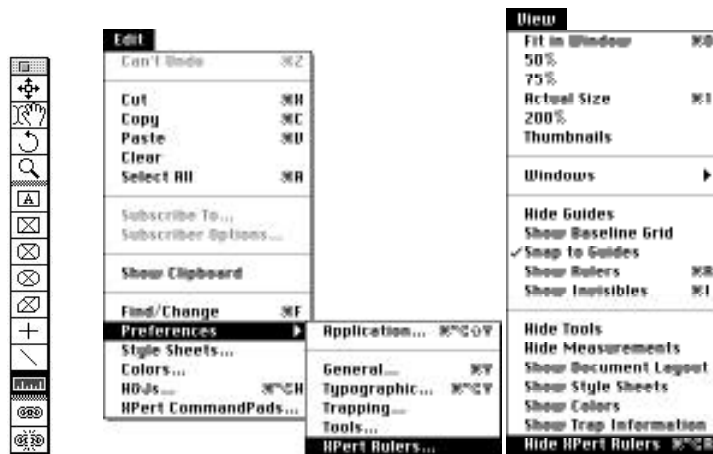 A
Edit
Can't Undo ⌘Z
Cut ⌘X
Copy ⌘C
Paste ⌘V
Clear
Select All ⌘A
Subscribe To...
Subscriber Options...
Show Clipboard
Find/Change ⌘F
Preferences
Style Sheets...
Colors...
H&Js...
XPert CommandPads...
Application...
General... ⌘Y
Typographic...
Trapping...
Tools...
XPert Rulers...
View
Fit in Window ⌘0
50%
75%
Actual Size ⌘1
200%
Thumbnails
Windows
Hide Guides
Show Baseline Grid
✓Snap to Guides
Show Rulers ⌘R
Show Invisibles ⌘I
Hide Tools
Hide Measurements
Show Document Layout
Show Style Sheets
Show Colors
Show Trap Information
Hide XPert Rulers